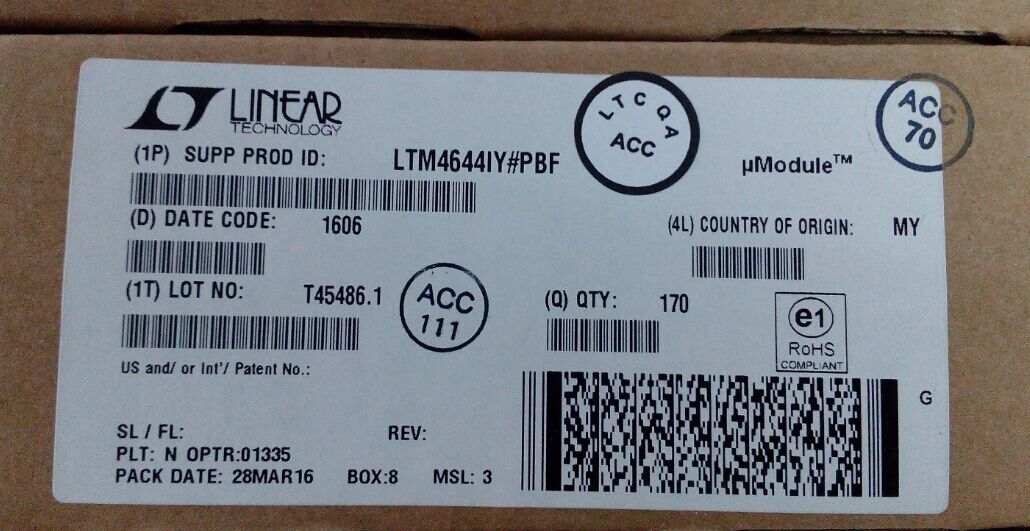 LINEAR
TECHNOLOGY
LTC QA
ACC
ACC
70
(1P) SUPP PROD ID: LTM4644IY#PBF
µModule™
(D) DATE CODE: 1606
(4L) COUNTRY OF ORIGIN: MY
(1T) LOT NO: T45486.1
ACC
111
(Q) QTY: 170
e1
RoHS
COMPLIANT
US and/ or Int'/ Patent No.:
G
SL / FL: REV:
PLT: N OPTR:01335
PACK DATE: 28MAR16 BOX:8 MSL: 3